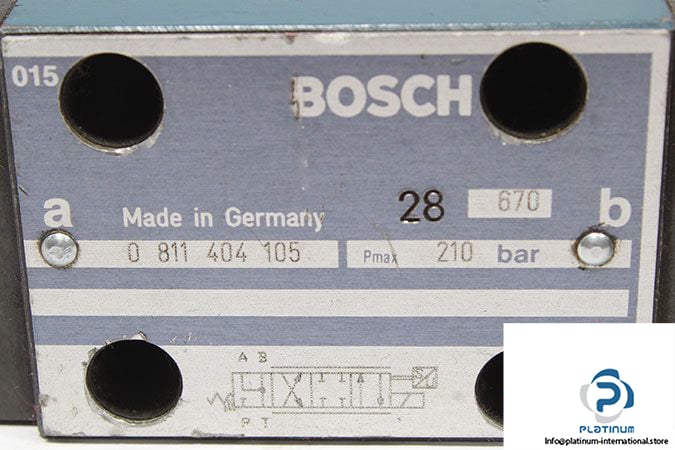 015
BOSCH
28 670
a b
Made in Germany
0 811 404 105 Pmax 210 bar
A B
P T
PLATINUM
Info@platinum-international.store